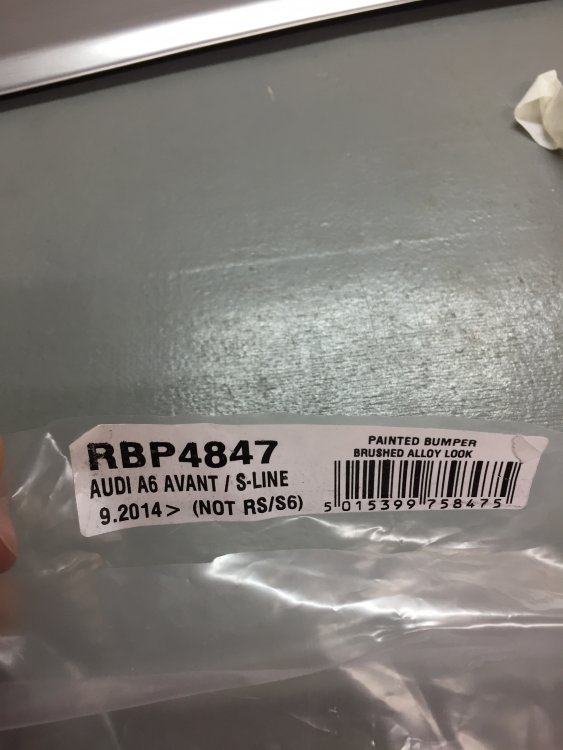 RBP4847
AUDI A6 AVANT / S-LINE
9.2014> (NOT RS/S6)
PAINTED BUMPER
BRUSHED ALLOY LOOK
5 015399 758475